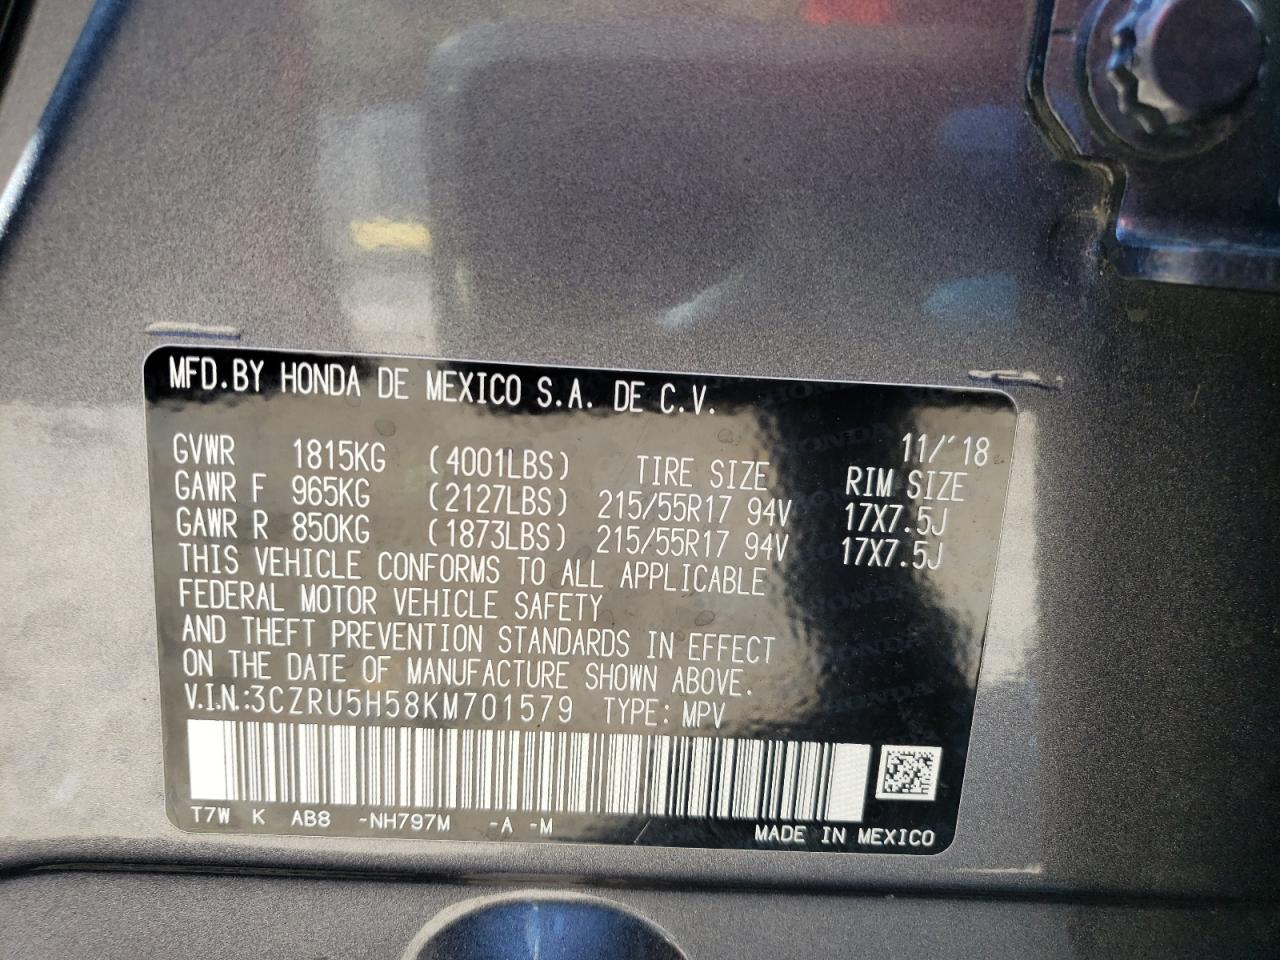 MFD.BY HONDA DE MEXICO S.A. DE C.V.
11/'18
GVWR 1815KG (4001LBS) TIRE SIZE RIM SIZE
GAWR F 965KG (2127LBS) 215/55R17 94V 17X7.5J
GAWR R 850KG (1873LBS) 215/55R17 94V 17X7.5J
THIS VEHICLE CONFORMS TO ALL APPLICABLE
FEDERAL MOTOR VEHICLE SAFETY
AND THEFT PREVENTION STANDARDS IN EFFECT
ON THE DATE OF MANUFACTURE SHOWN ABOVE.
V.I.N.:3CZRU5H58KM701579 TYPE: MPV
T7W K AB8 -NH797M -A -M
MADE IN MEXICO